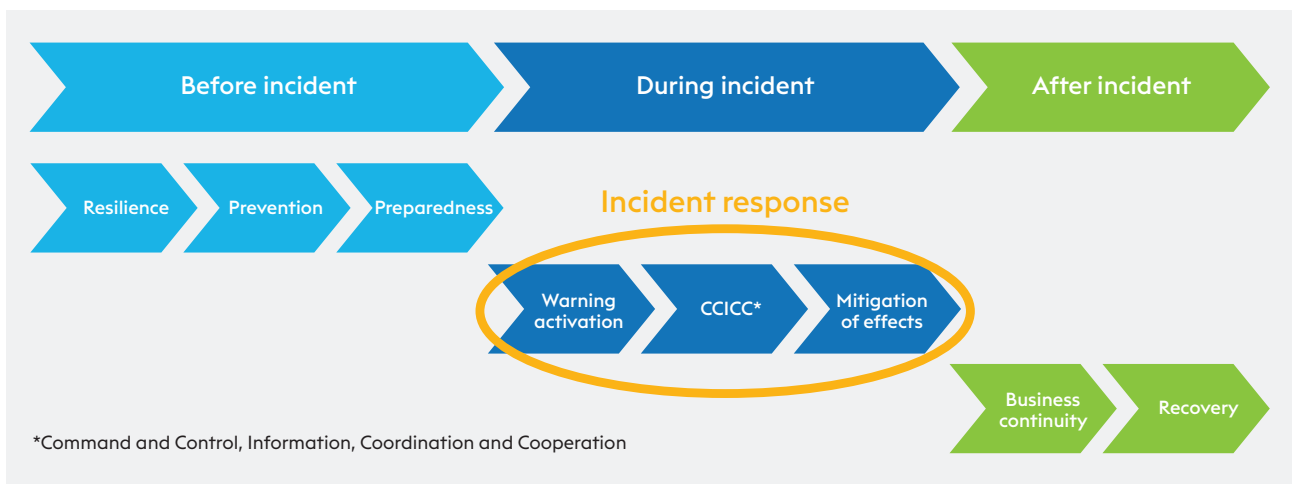 Before incident
During incident
After incident
Resilience
Prevention
Preparedness
Incident response
Warning
activation
CCICC*
Mitigation
of effects
Business
continuity
Recovery
*Command and Control, Information, Coordination and Cooperation